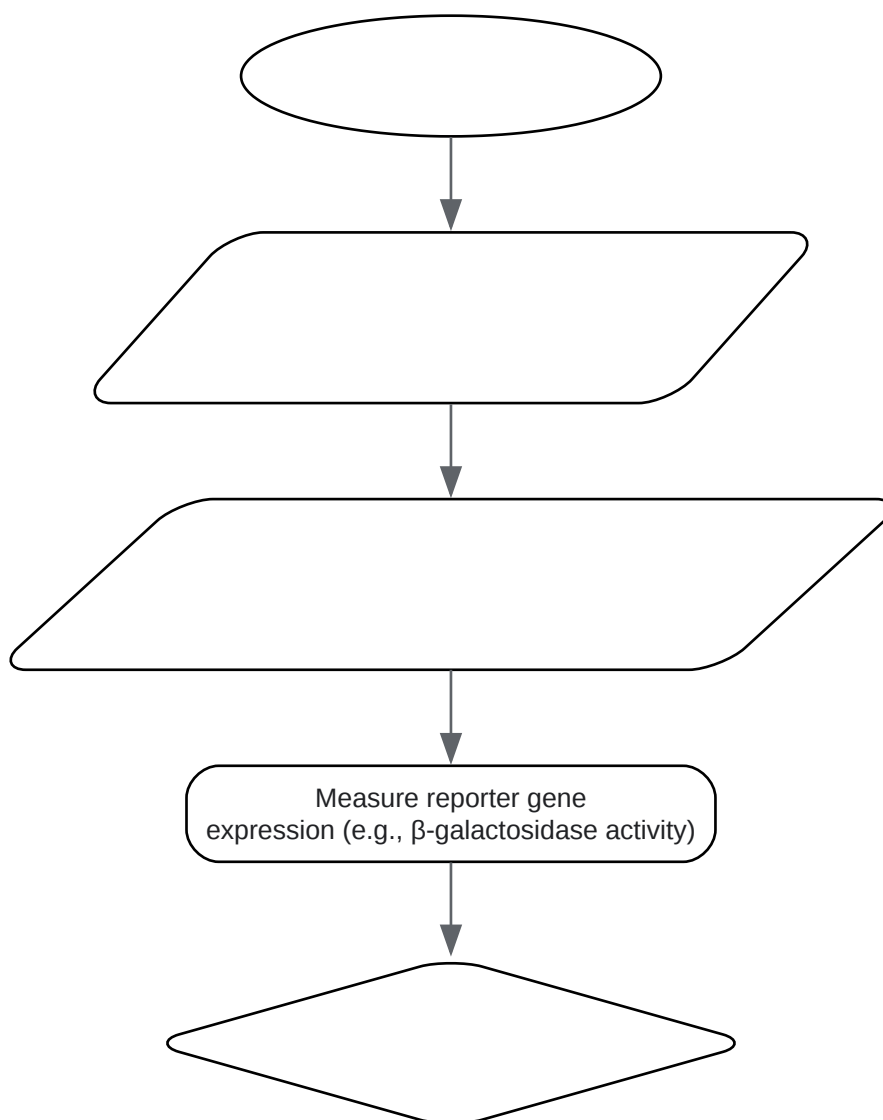 Measure reporter gene
expression (e.g., β-galactosidase activity)